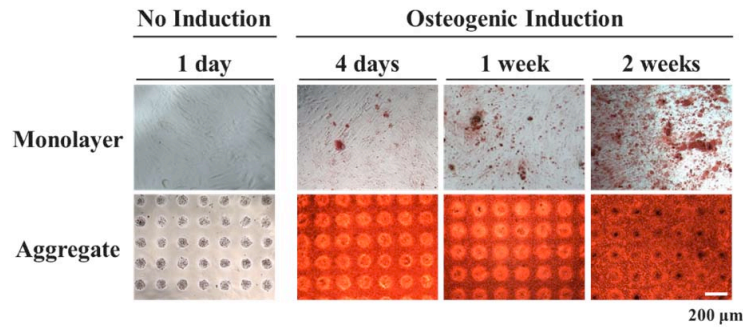 No Induction
Osteogenic Induction
1 day
4 days
1 week
2 weeks
Monolayer
Aggregate
200 μm